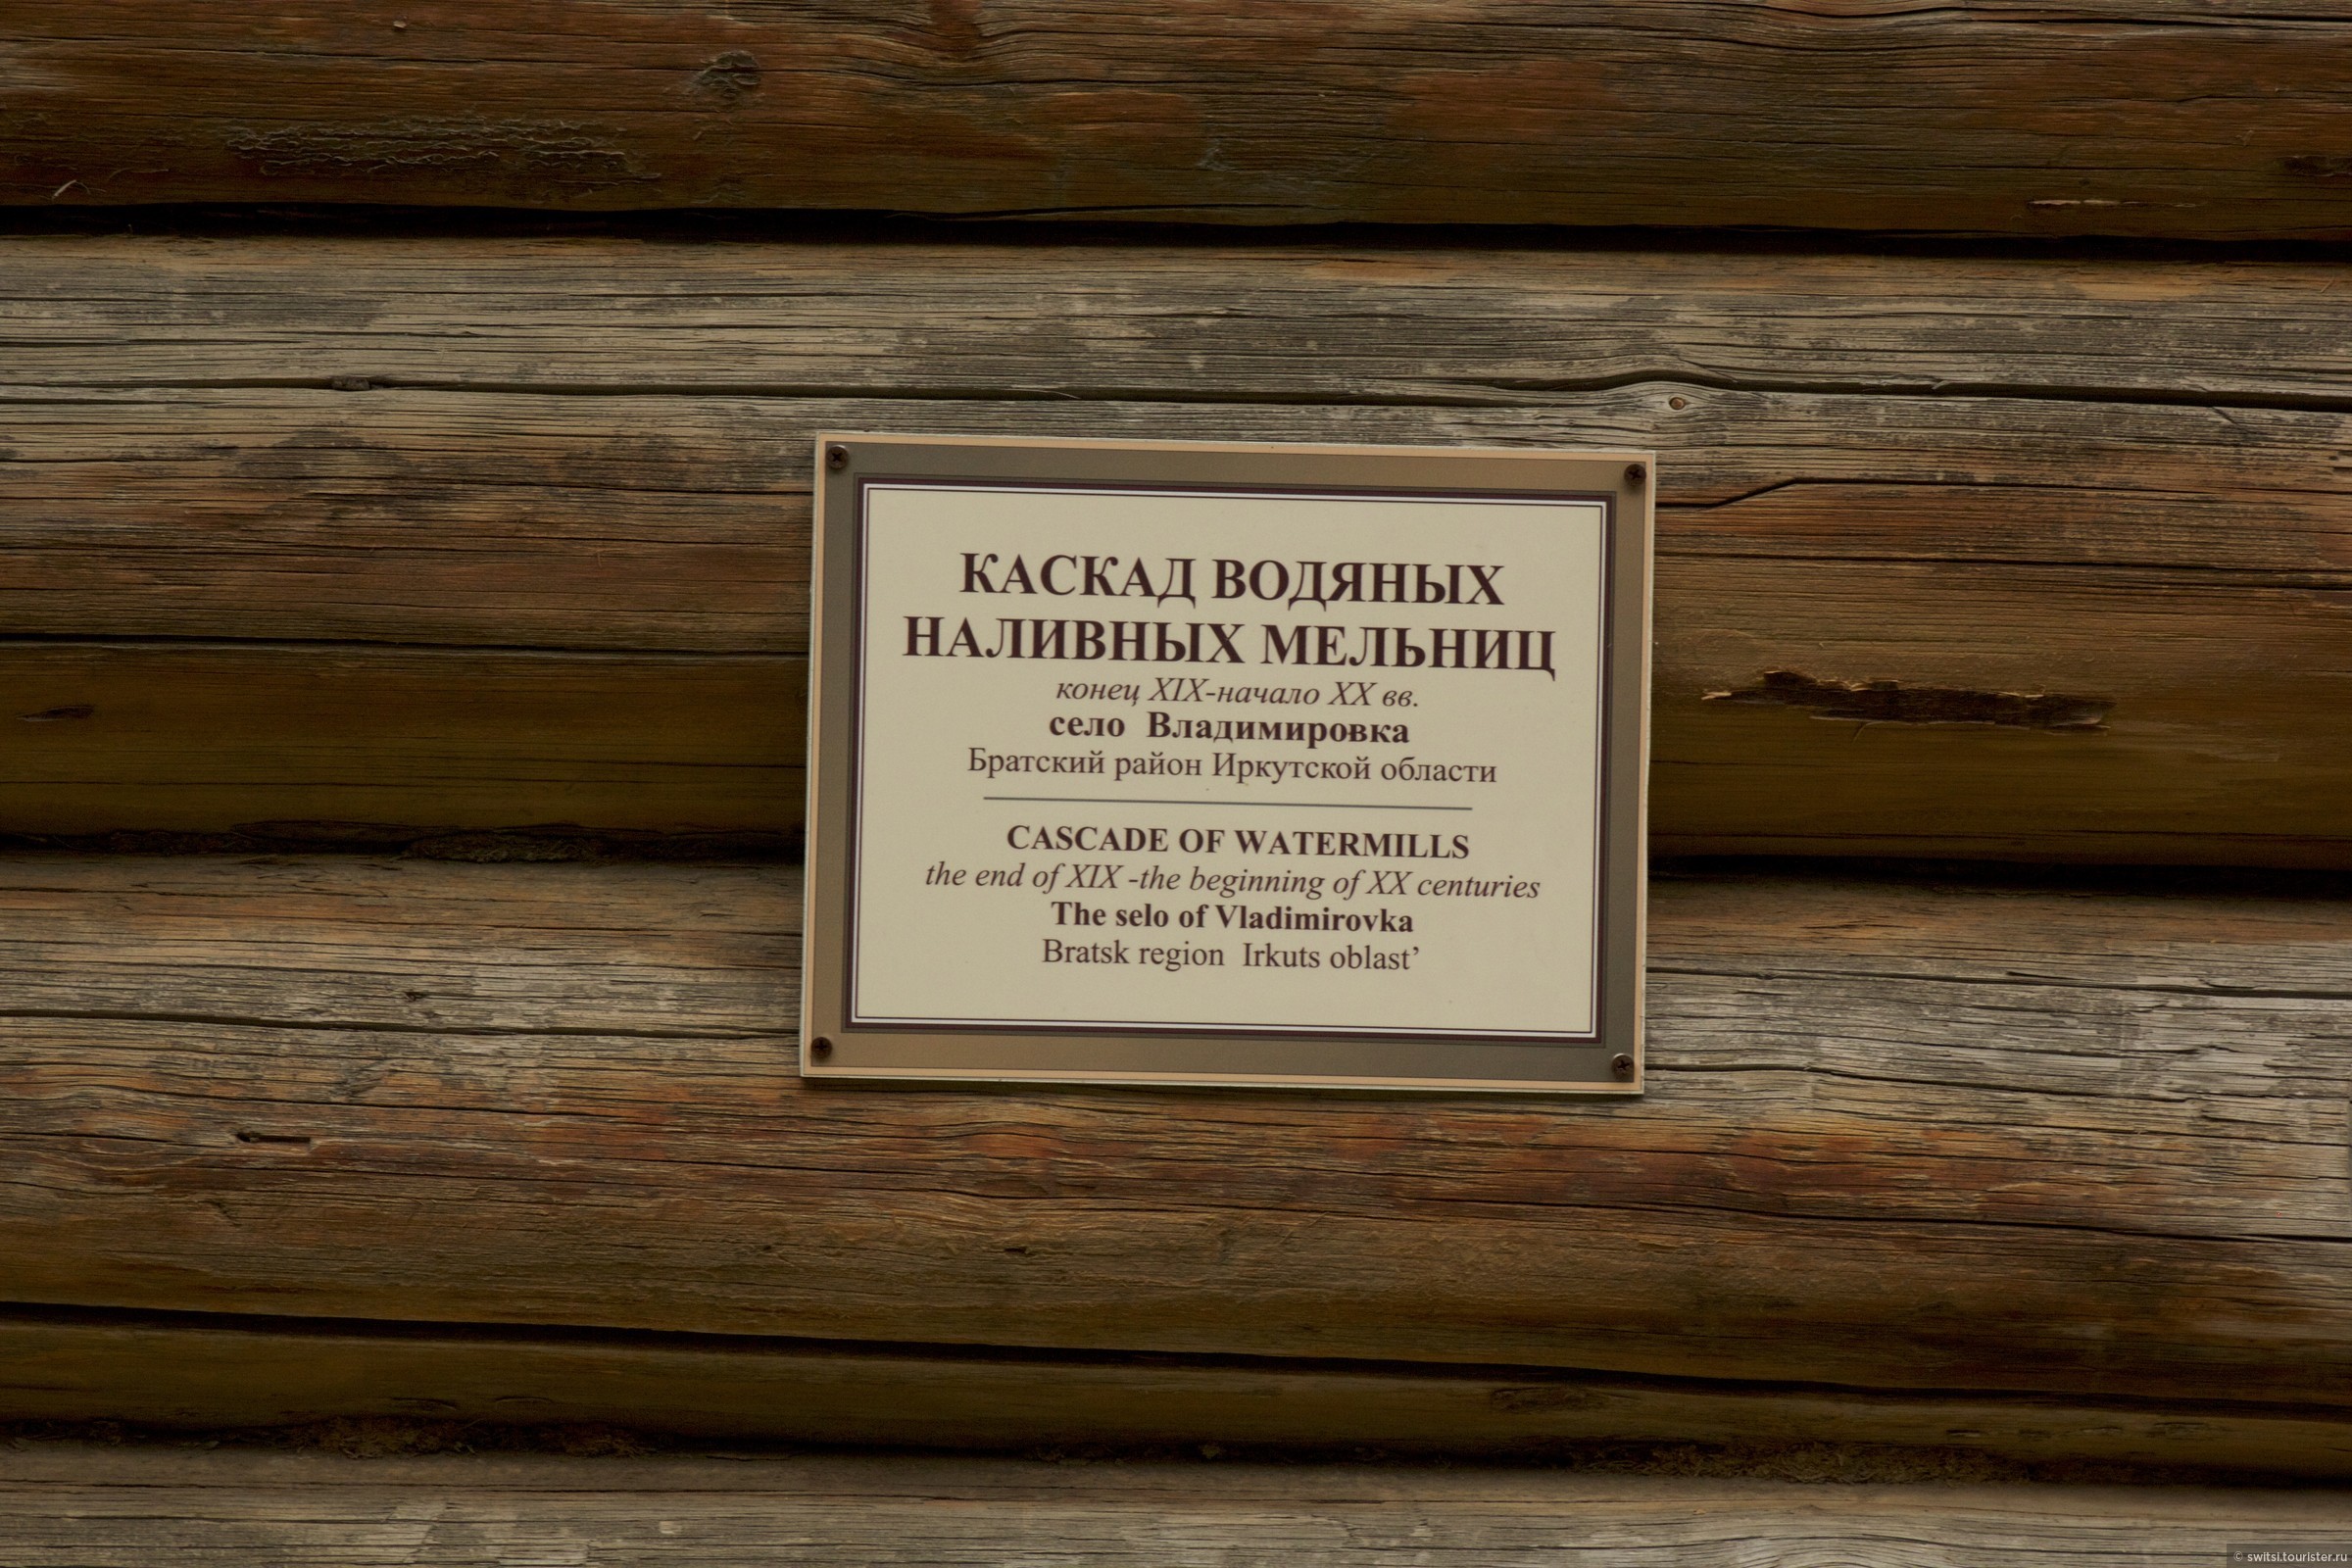 КАСКАД ВОДЯНЫХ
НАЛИВНЫХ МЕЛЬНИЦ
конец XIX-начало XX вв.
село Владимировка
Братский район Иркутской области
CASCADE OF WATERMILLS
the end of XIX -the beginning of XX centuries
The selo of Vladimirovka
Bratsk region Irkuts oblast’
© switsi.tourister.ru